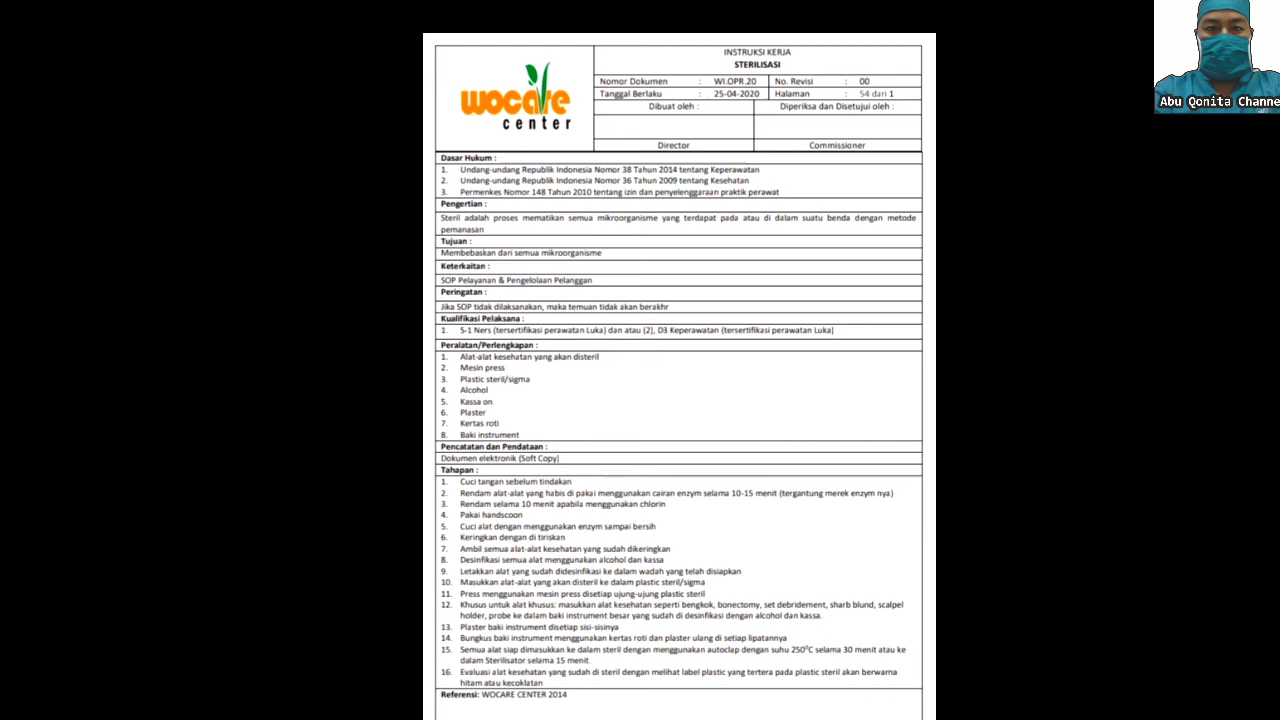 INSTRUKSI KERJA
STERILISASI
Nomor Dokumen : WI.OPR.20 No. Revisi : 00
Tanggal Berlaku : 25-04-2020 Halaman : 54 dari 1
Dibuat oleh : Diperiksa dan Disetujui oleh :
Director Commissioner
wocare
center
Abu Qonita Channe
Dasar Hukum :
1. Undang-undang Republik Indonesia Nomor 38 Tahun 2014 tentang Keperawatan
2. Undang-undang Republik Indonesia Nomor 36 Tahun 2009 tentang Kesehatan
3. Permenkes Nomor 148 Tahun 2010 tentang izin dan penyelenggaraan praktik perawat
Pengertian :
Steril adalah proses mematikan semua mikroorganisme yang terdapat pada atau di dalam suatu benda dengan metode
pemanasan
Tujuan :
Membebaskan dari semua mikroorganisme
Keterkaitan :
SOP Pelayanan & Pengelolaan Pelanggan
Peringatan :
Jika SOP tidak dilaksanakan, maka temuan tidak akan berakhr
Kualifikasi Pelaksana :
1. S-1 Ners (tersertifikasi perawatan Luka) dan atau (2), D3 Keperawatan (tersertifikasi perawatan Luka)
Peralatan/Perlengkapan :
1. Alat-alat kesehatan yang akan disteril
2. Mesin press
3. Plastic steril/sigma
4. Alcohol
5. Kassa on
6. Plaster
7. Kertas roti
8. Baki instrument
Pencatatan dan Pendataan :
Dokumen elektronik (Soft Copy)
Tahapan :
1. Cuci tangan sebelum tindakan
2. Rendam alat-alat yang habis di pakai menggunakan cairan enzym selama 10-15 menit (tergantung merek enzym nya)
3. Rendam selama 10 menit apabila menggunakan chlorin
4. Pakai handscoon
5. Cuci alat dengan menggunakan enzym sampai bersih
6. Keringkan dengan di tiriskan
7. Ambil semua alat-alat kesehatan yang sudah dikeringkan
8. Desinfikasi semua alat menggunakan alcohol dan kassa
9. Letakkan alat yang sudah didesinfikasi ke dalam wadah yang telah disiapkan
10. Masukkan alat-alat yang akan disteril ke dalam plastic steril/sigma
11. Press menggunakan mesin press disetiap ujung-ujung plastic steril
12. Khusus untuk alat khusus: masukkan alat kesehatan seperti bengkok, bonectomy, set debridement, sharb blund, scalpel
holder, probe ke dalam baki instrument besar yang sudah di desinfikasi dengan alcohol dan kassa.
13. Plaster baki instrument disetiap sisi-sisinya
14. Bungkus baki instrument menggunakan kertas roti dan plaster ulang di setiap lipatannya
15. Semua alat siap dimasukkan ke dalam steril dengan menggunakan autoclap dengan suhu 250⁰C selama 30 menit atau ke
dalam Sterilisator selama 15 menit.
16. Evaluasi alat kesehatan yang sudah di steril dengan melihat label plastic yang tertera pada plastic steril akan berwarna
hitam atau kecoklatan
Referensi: WOCARE CENTER 2014